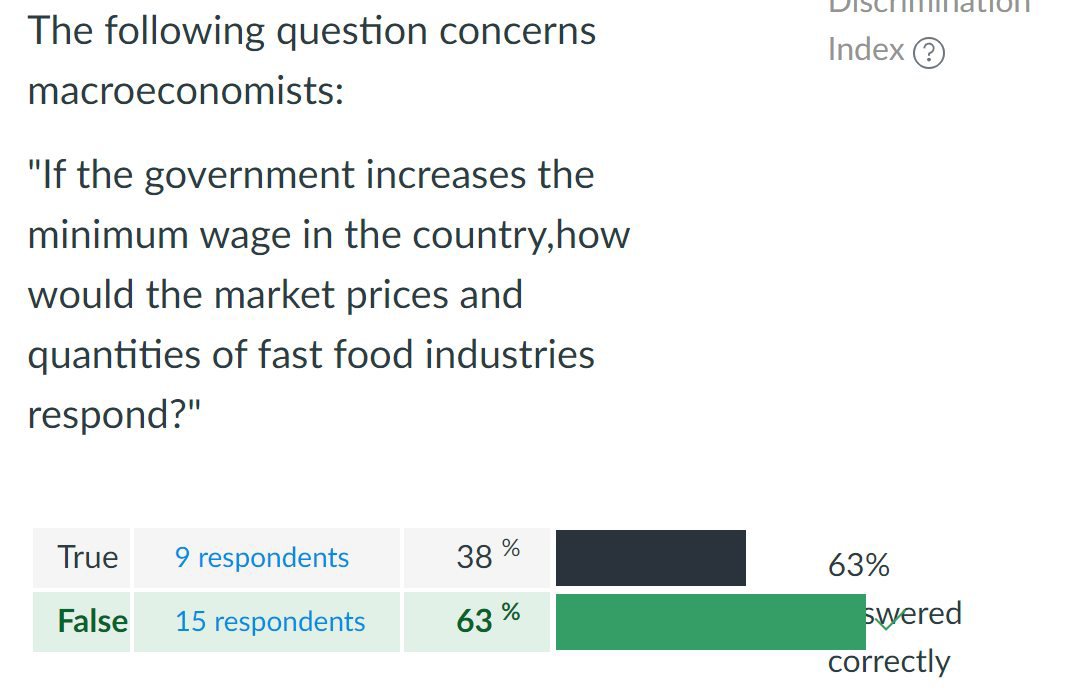 The following question concerns
macroeconomists:
"If the government increases the
minimum wage in the country,how
would the market prices and
quantities of fast food industries
respond?"
Discrimination
Index ?
True 9 respondents 38 %
False 15 respondents 63 %
63%
swered
correctly